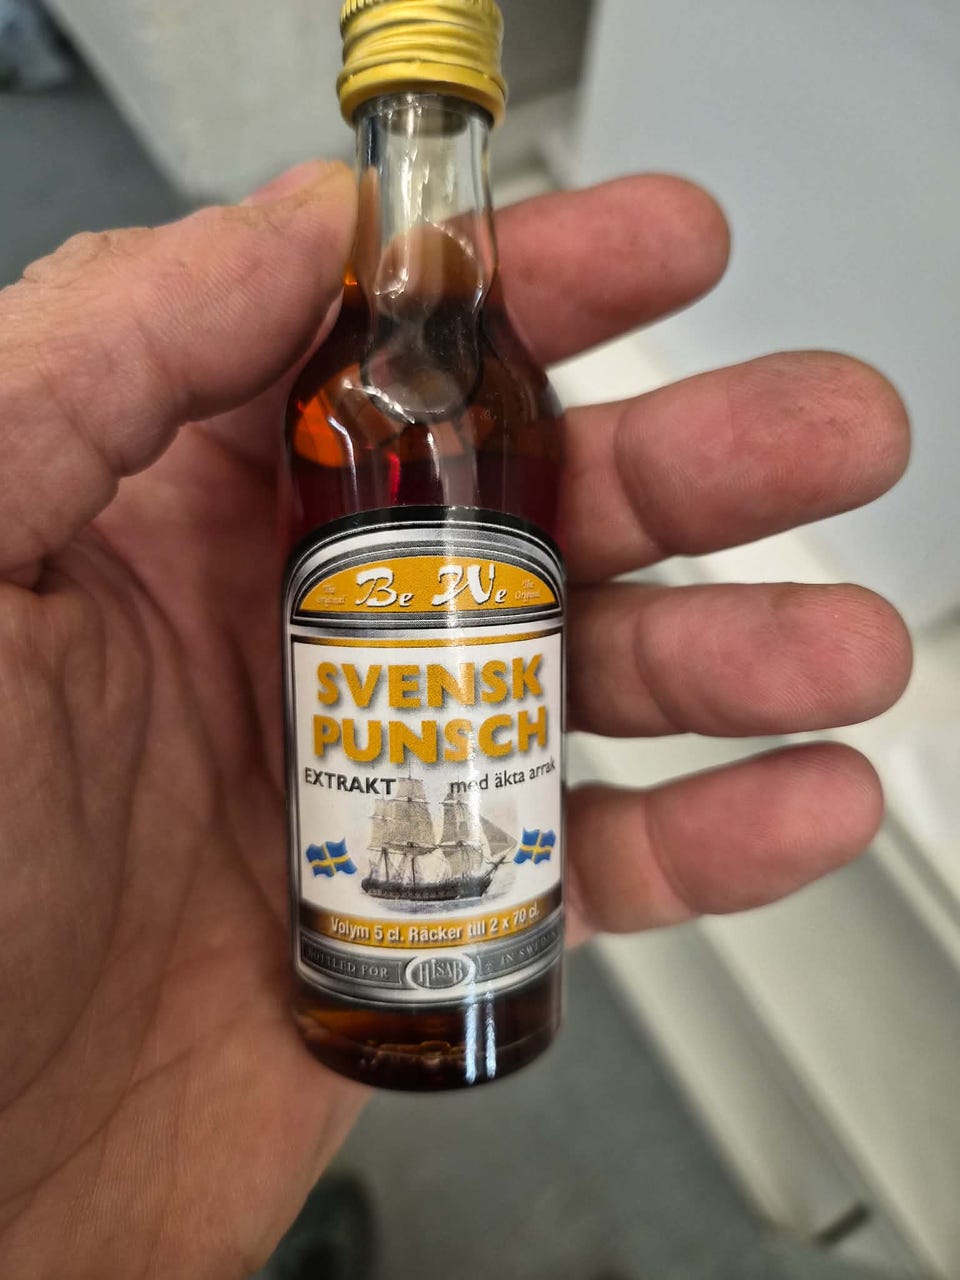 The Original Be We The Original
SVENSK
PUNSCH
EXTRAKT med äkta arrak
Volym 5 cl. Räcker till 2 x 70 cl.
BOTTLED FOR HISAB IN SWEDEN